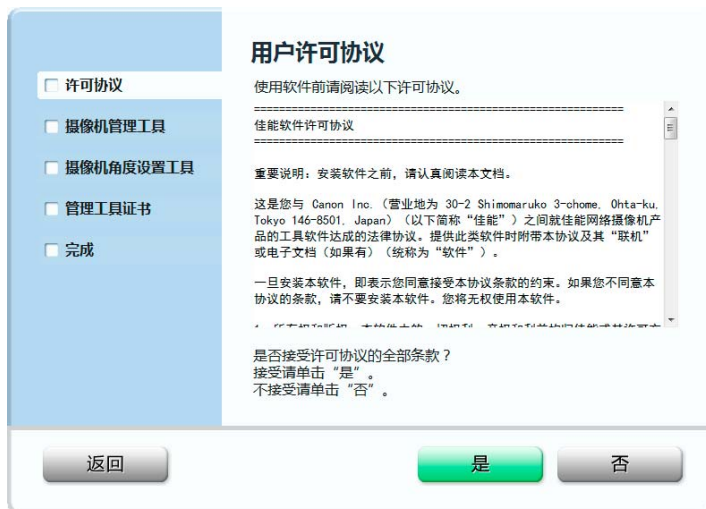 用户许可协议
许可协议
摄像机管理工具
摄像机角度设置工具
管理工具证书
完成
使用软件前请阅读以下许可协议。
==========================================================
佳能软件许可协议
==========================================================
重要说明：安装软件之前，请认真阅读本文档。
这是您与 Canon Inc.（营业地为 30-2 Shimomaruko 3-chome, Ohta-ku,
Tokyo 146-8501, Japan）（以下简称“佳能”）之间就佳能网络摄像机产
品的工具软件达成的法律协议。提供此类软件时附带本协议及其“联机”
或电子文档（如果有）（统称为“软件”）。
一旦安装本软件，即表示您同意接受本协议条款的约束。如果您不同意本
协议的条款，请不要安装本软件。您将无权使用本软件。
是否接受许可协议的全部条款？
接受请单击“是”。
不接受请单击“否”。
返回
是
否